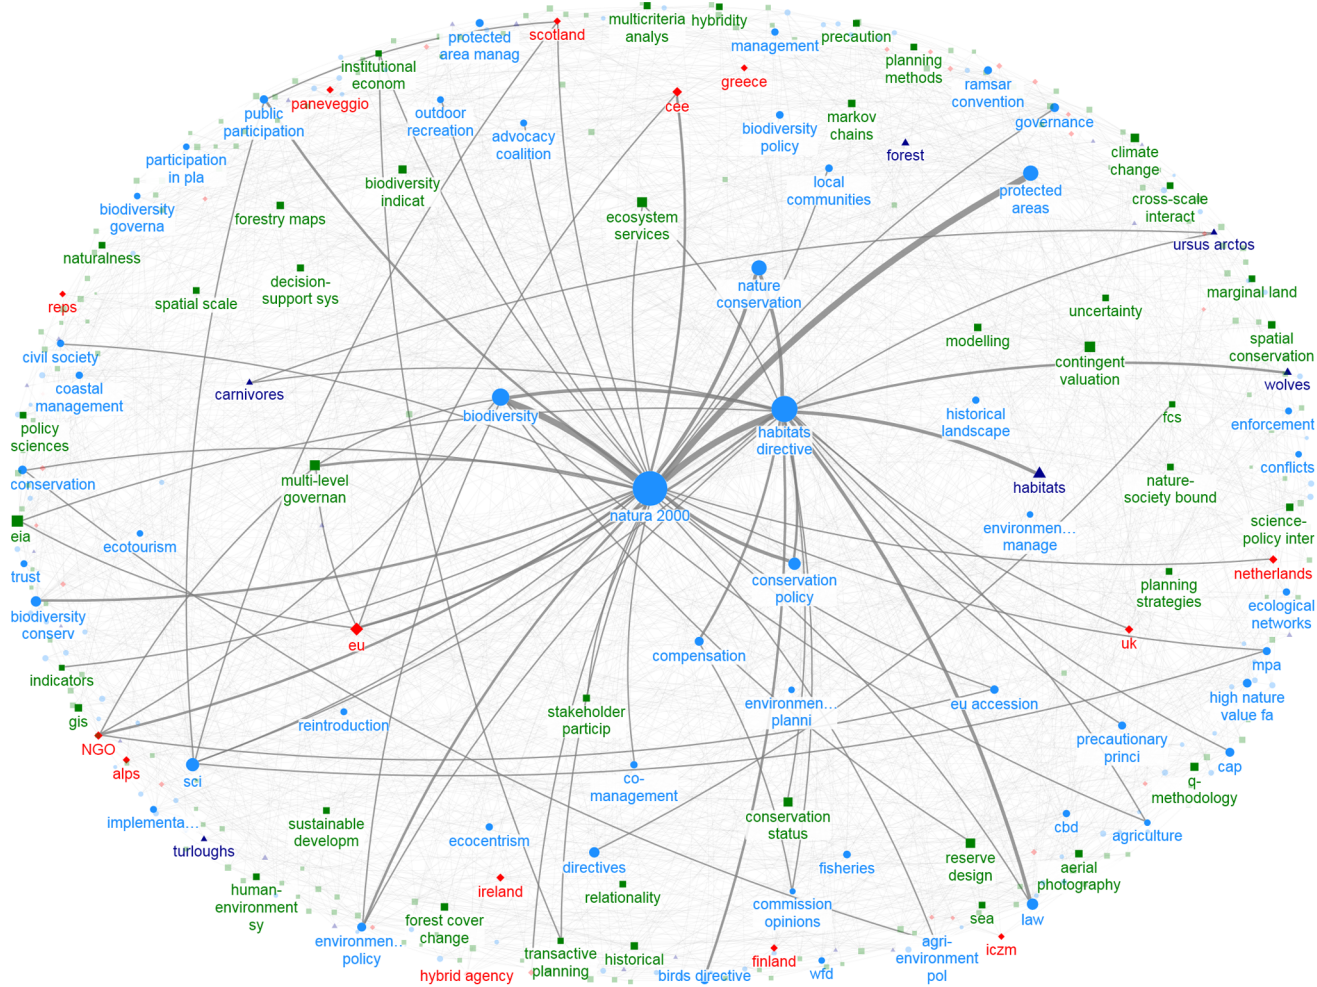 multicriteria
analys
hybridity
scotland
protected
area manag
management
precaution
planning
methods
institutional
econom
greece
ramsar
convention
paneveggio
public
participation
outdoor
recreation
cee
advocacy
coalition
biodiversity
policy
markov
chains
governance
forest
climate
change
participation
in pla
biodiversity
indicat
local
communities
protected
areas
cross-scale
interact
biodiversity
governa
forestry maps
ecosystem
services
ursus arctos
naturalness
decision-
support sys
nature
conservation
marginal land
spatial scale
reps
uncertainty
modelling
spatial
conservation
civil society
contingent
valuation
coastal
management
carnivores
wolves
biodiversity
habitats
directive
historical
landscape
fcs
enforcement
policy
sciences
conservation
multi-level
governan
conflicts
habitats
nature-
society bound
natura 2000
environmen...
manage
science-
policy inter
eia
ecotourism
trust
conservation
policy
netherlands
planning
strategies
biodiversity
conserv
ecological
networks
eu
compensation
uk
mpa
indicators
gis
reintroduction
stakeholder
particip
environmen...
planni
eu accession
high nature
value fa
NGO
alps
sci
co-
management
precautionary
princi
cap
q-
methodology
implementa...
turloughs
sustainable
developm
ecocentrism
conservation
status
cbd
agriculture
directives
fisheries
reserve
design
aerial
photography
human-
environment
sy
ireland
relationality
commission
opinions
sea
law
forest cover
change
environmen..
policy
transactive
planning
historical
hybrid agency
birds directive
finland
wfd
agri-
environment
pol
iczm